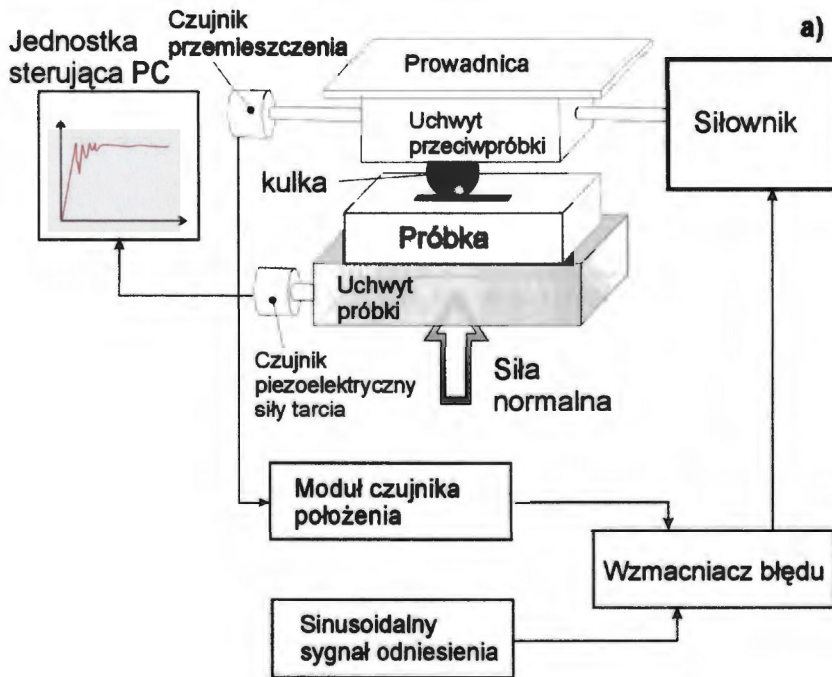 a)
Czujnik
przemieszczenia
Jednostka
sterująca PC
Prowadnica
Uchwyt
przeciwpróbki
Siłownik
kulka
Próbka
Uchwyt
próbki
Czujnik
piezoelektryczny
siły tarcia
Siła
normalna
Moduł czujnika
położenia
Wzmacniacz błędu
Sinusoidalny
sygnał odniesienia